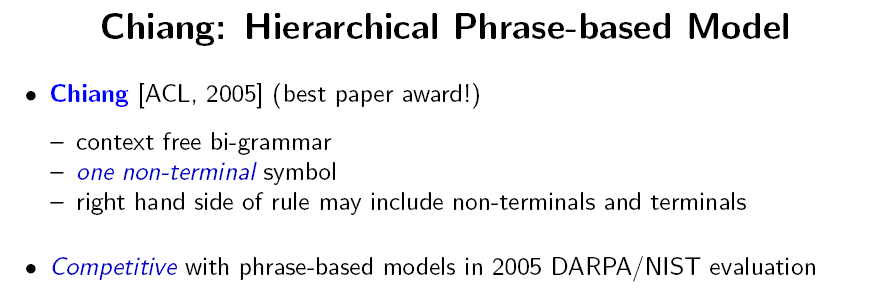 Chiang: Hierarchical Phrase-based Model
• Chiang [ACL, 2005] (best paper award!)
– context free bi-grammar
– one non-terminal symbol
– right hand side of rule may include non-terminals and terminals
• Competitive with phrase-based models in 2005 DARPA/NIST evaluation